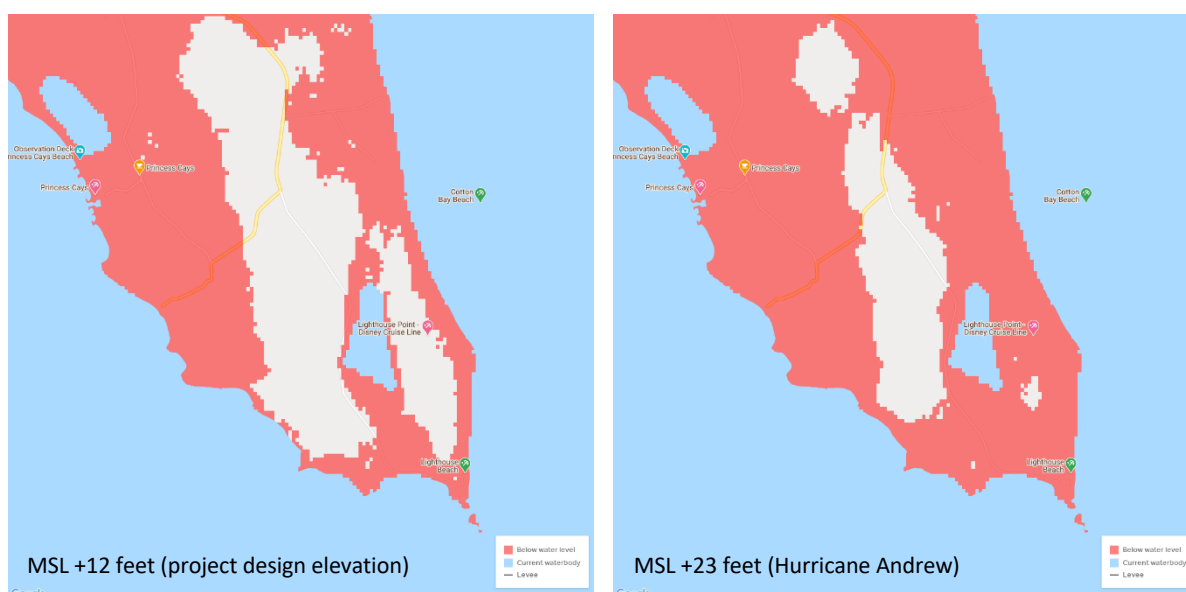 Observation Deck
Princess Cays Beach
Princess Cays
Princess Cays
Cotton
Bay Beach
Lighthouse Point -
Disney Cruise Line
Lighthouse
Beach
MSL +12 feet (project design elevation)
Below water level
Current waterbody
Levee
Observation Deck
Princess Cays Beach
Princess Cays
Princess Cays
Cotton
Bay Beach
Lighthouse Point -
Disney Cruise Line
Lighthouse
Beach
MSL +23 feet (Hurricane Andrew)
Below water level
Current waterbody
Levee